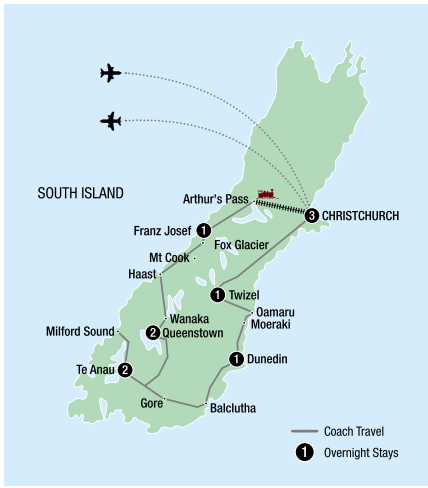 SOUTH ISLAND
Arthur's Pass
3 CHRISTCHURCH
Franz Josef 1
Fox Glacier
Mt Cook
Haast
1 Twizel
Wanaka
Oamaru
Moeraki
Milford Sound
2 Queenstown
1 Dunedin
Te Anau 2
Gore
Balclutha
Coach Travel
1 Overnight Stays